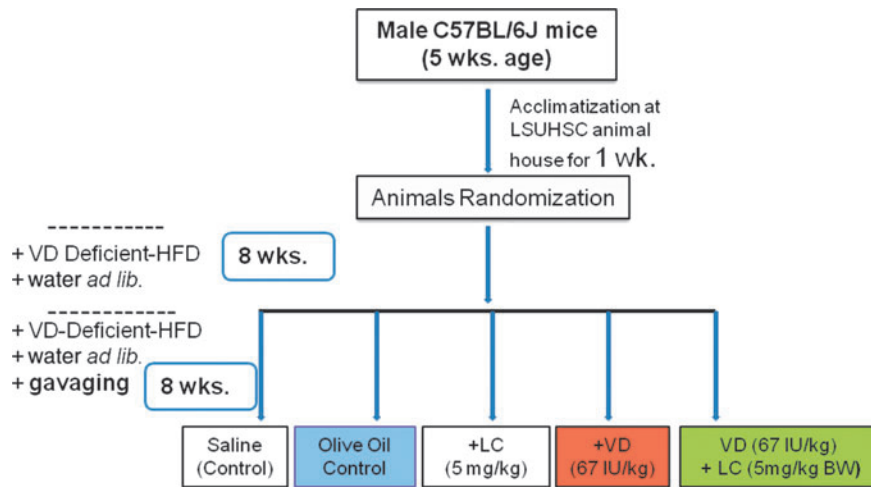 Male C57BL/6J mice
(5 wks. age)
Acclimatization at
LSUHSC animal
house for 1 wk.
Animals Randomization
-----------
+ VD Deficient-HFD
+ water ad lib.
8 wks.
------------
+ VD-Deficient-HFD
+ water ad lib.
+ gavaging
8 wks.
Saline
(Control)
Olive Oil
Control
+LC
(5 mg/kg)
+VD
(67 IU/kg)
VD (67 IU/kg)
+ LC (5mg/kg BW)